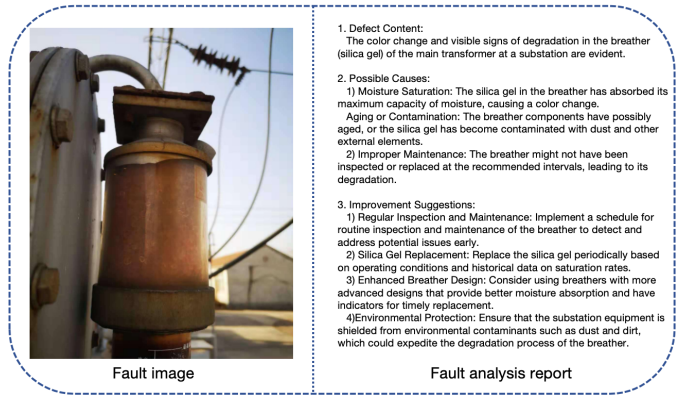 1. Defect Content:
The color change and visible signs of degradation in the breather
(silica gel) of the main transformer at a substation are evident.
2. Possible Causes:
1) Moisture Saturation: The silica gel in the breather has absorbed its
maximum capacity of moisture, causing a color change.
Aging or Contamination: The breather components have possibly
aged, or the silica gel has become contaminated with dust and other
external elements.
2) Improper Maintenance: The breather might not have been
inspected or replaced at the recommended intervals, leading to its
degradation.
3. Improvement Suggestions:
1) Regular Inspection and Maintenance: Implement a schedule for
routine inspection and maintenance of the breather to detect and
address potential issues early.
2) Silica Gel Replacement: Replace the silica gel periodically based
on operating conditions and historical data on saturation rates.
3) Enhanced Breather Design: Consider using breathers with more
advanced designs that provide better moisture absorption and have
indicators for timely replacement.
4)Environmental Protection: Ensure that the substation equipment is
shielded from environmental contaminants such as dust and dirt,
which could expedite the degradation process of the breather.
Fault image
Fault analysis report